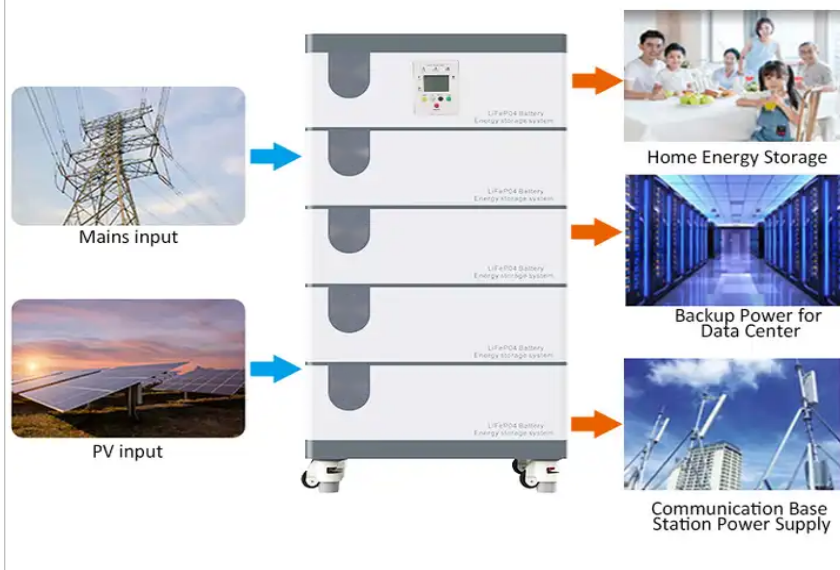 LiFePO4 Battery
Energy storage system
LiFePO4 Battery
Energy storage system
LiFePO4 Battery
Energy storage system
LiFePO4 Battery
Energy storage system
LiFePO4 Battery
Energy storage system
Mains input
PV input
Home Energy Storage
Backup Power for
Data Center
Communication Base
Station Power Supply